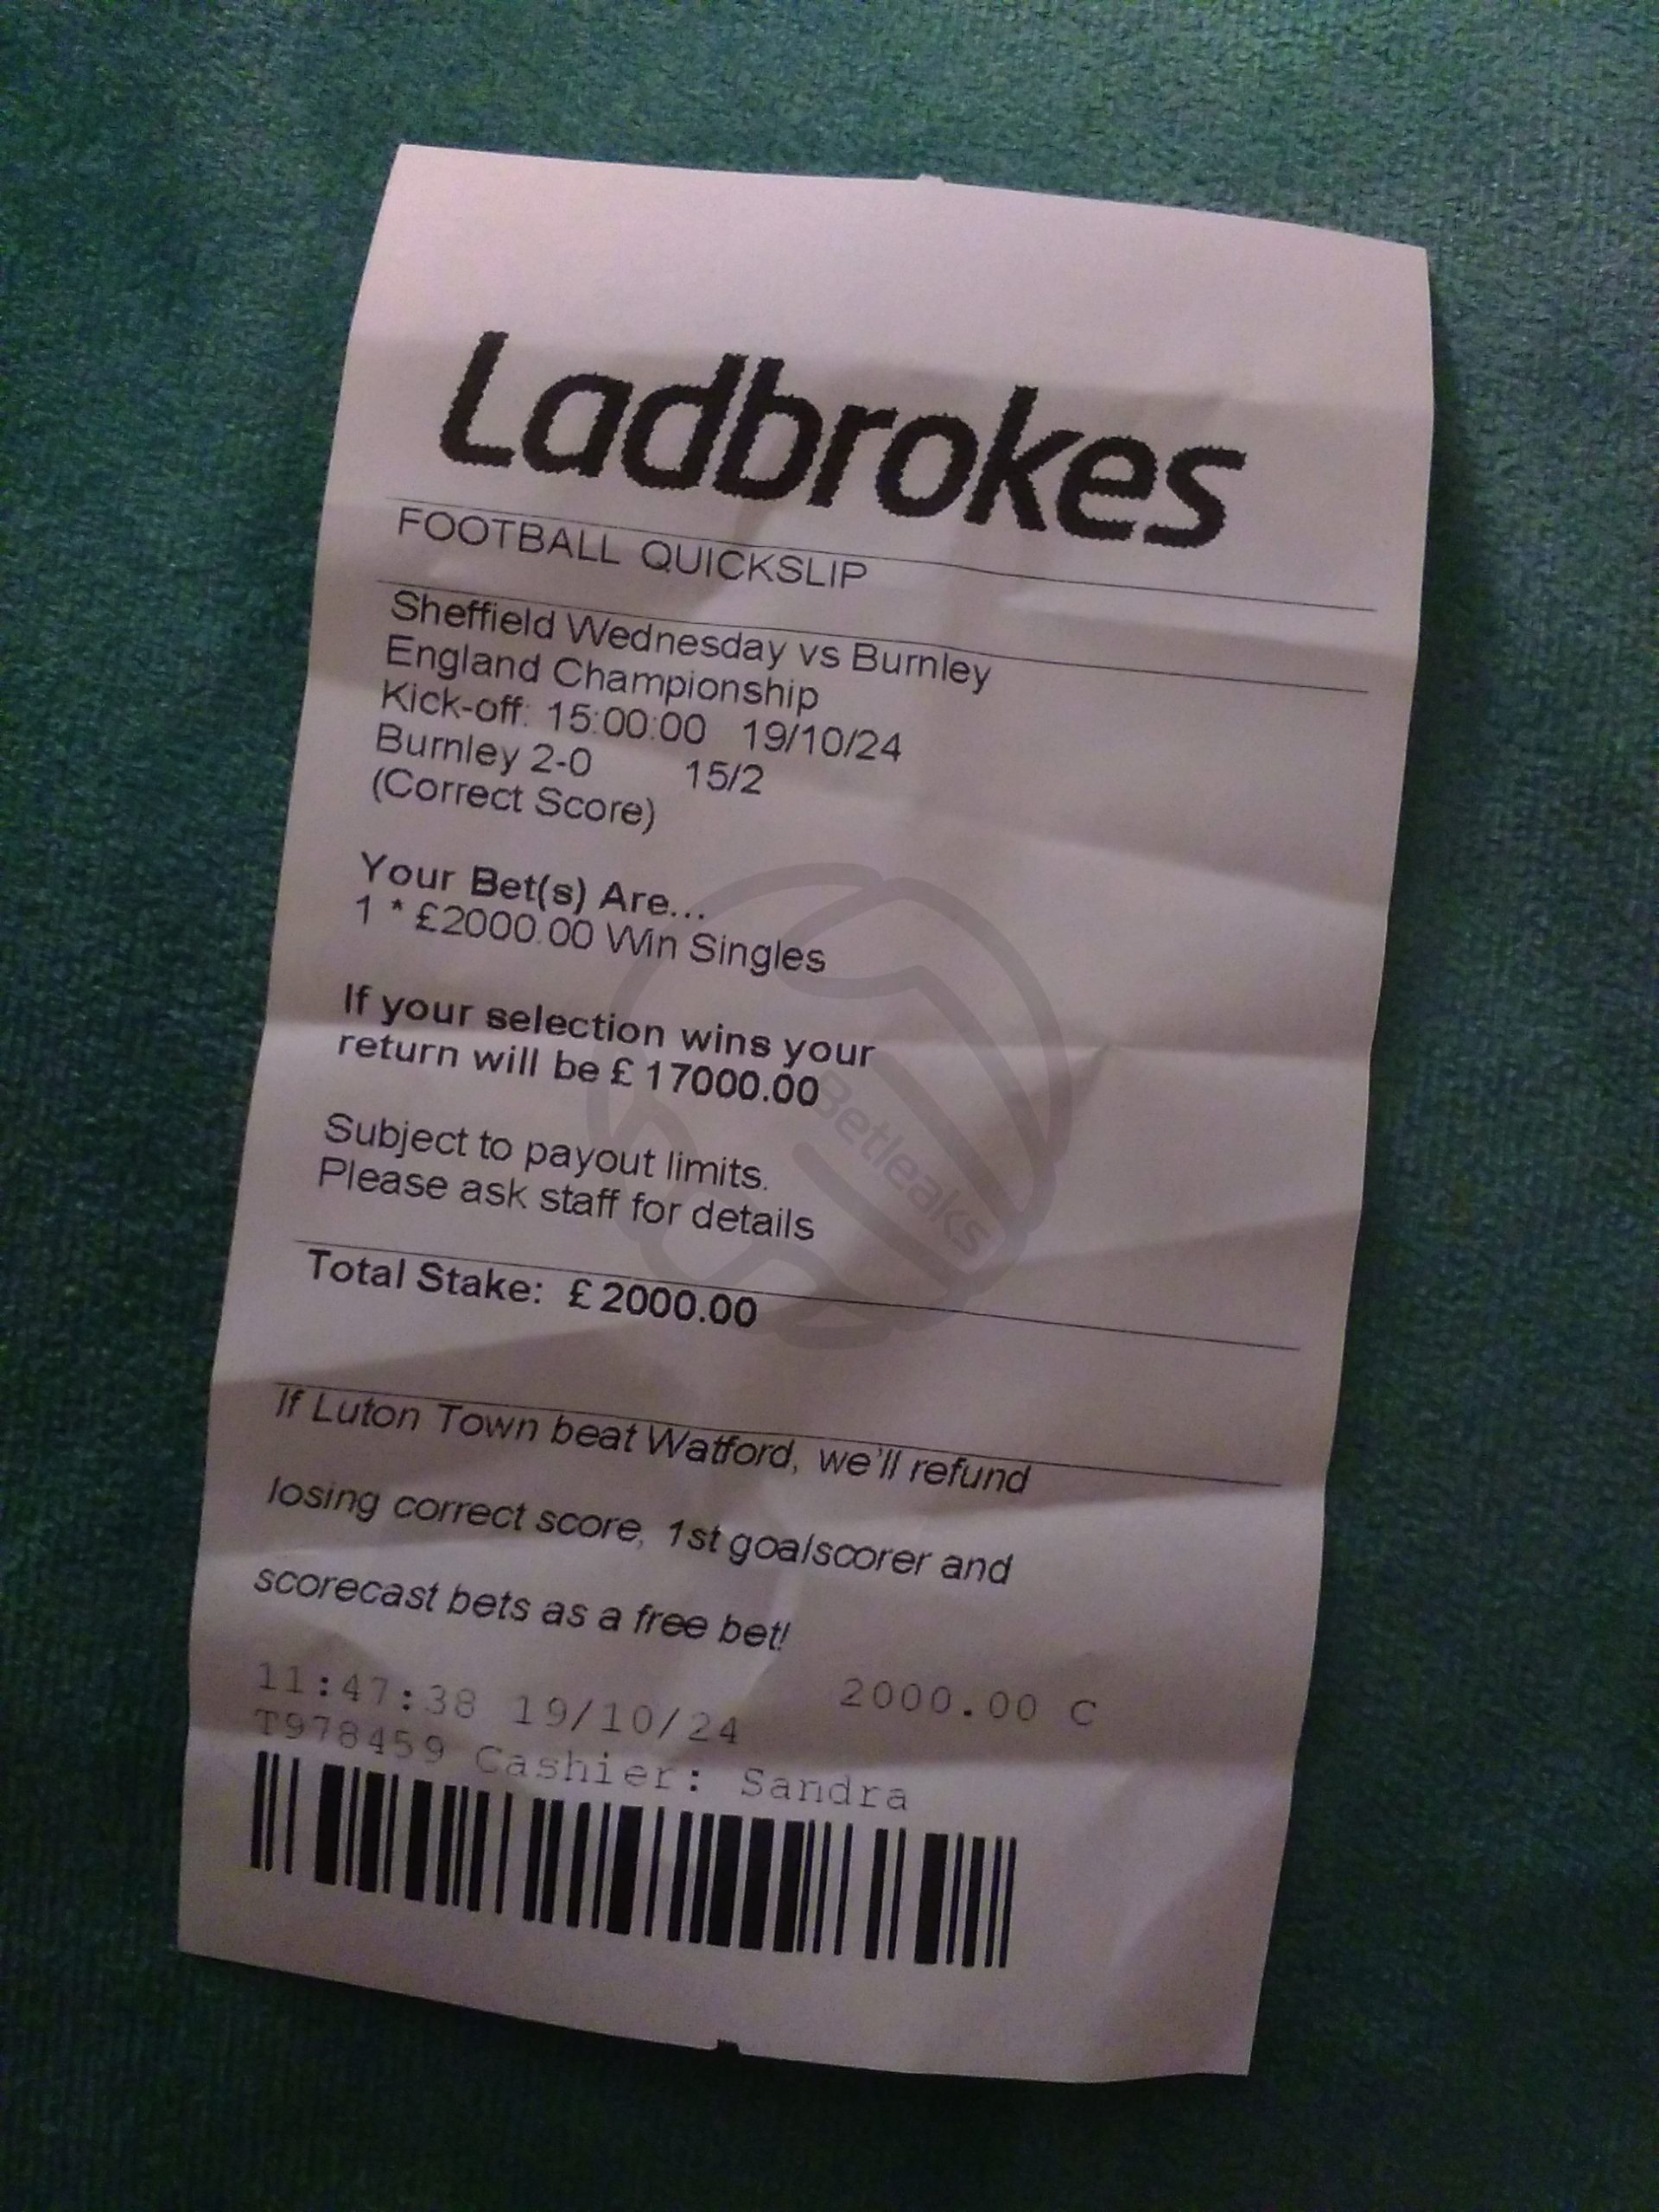 Ladbrokes
FOOTBALL QUICKSLIP
Sheffield Wednesday vs Burnley
England Championship
Kick-off: 15:00:00 19/10/24
Burnley 2-0 15/2
(Correct Score)
Your Bet(s) Are...
1 * £2000.00 Win Singles
If your selection wins your
return will be £ 17000.00
Betleaks
Subject to payout limits.
Please ask staff for details
Total Stake: £ 2000.00
If Luton Town beat Watford, we'll refund
losing correct score, 1st goalscorer and
scorecast bets as a free bet!
11:47:38 19/10/24 2000.00 C
T978459 Cashier: Sandra